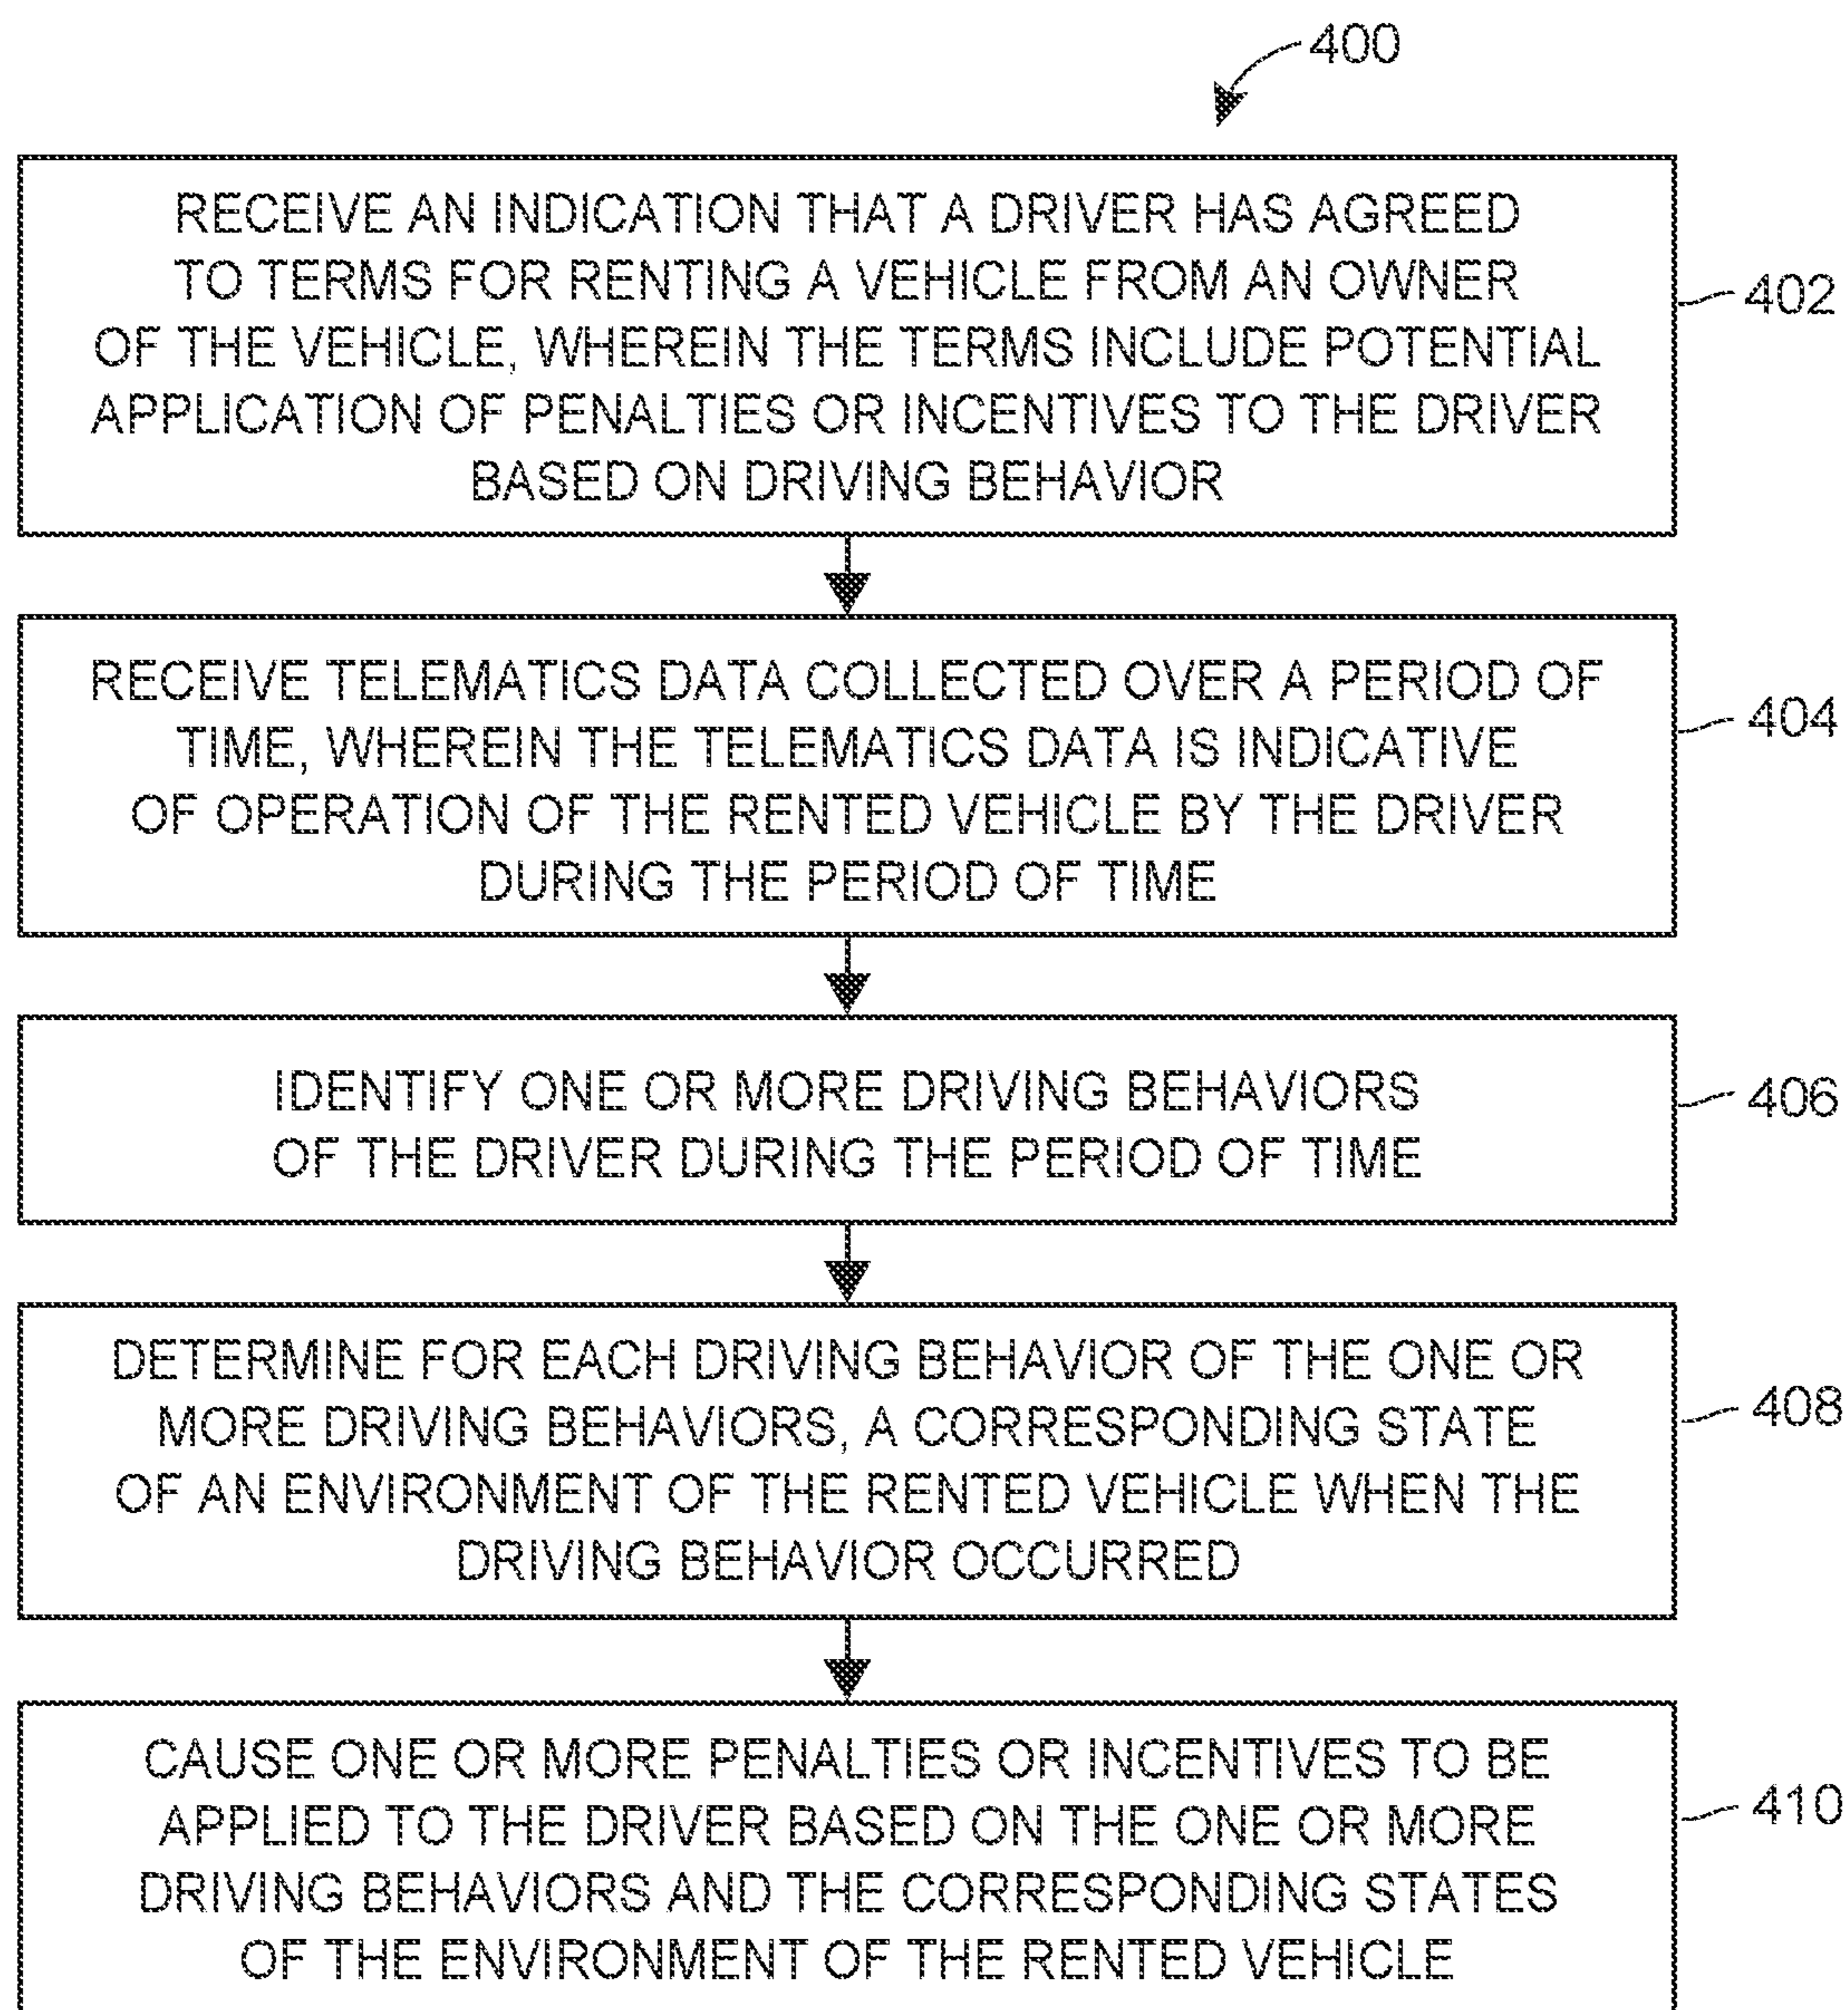 400
RECEIVE AN INDICATION THAT A DRIVER HAS AGREED
TO TERMS FOR RENTING A VEHICLE FROM AN OWNER
OF THE VEHICLE, WHEREIN THE TERMS INCLUDE POTENTIAL
APPLICATION OF PENALTIES OR INCENTIVES TO THE DRIVER
BASED ON DRIVING BEHAVIOR
402
RECEIVE TELEMATICS DATA COLLECTED OVER A PERIOD OF
TIME, WHEREIN THE TELEMATICS DATA IS INDICATIVE
OF OPERATION OF THE RENTED VEHICLE BY THE DRIVER
DURING THE PERIOD OF TIME
404
IDENTIFY ONE OR MORE DRIVING BEHAVIORS
OF THE DRIVER DURING THE PERIOD OF TIME
406
DETERMINE FOR EACH DRIVING BEHAVIOR OF THE ONE OR
MORE DRIVING BEHAVIORS, A CORRESPONDING STATE
OF AN ENVIRONMENT OF THE RENTED VEHICLE WHEN THE
DRIVING BEHAVIOR OCCURRED
408
CAUSE ONE OR MORE PENALTIES OR INCENTIVES TO BE
APPLIED TO THE DRIVER BASED ON THE ONE OR MORE
DRIVING BEHAVIORS AND THE CORRESPONDING STATES
OF THE ENVIRONMENT OF THE RENTED VEHICLE
410